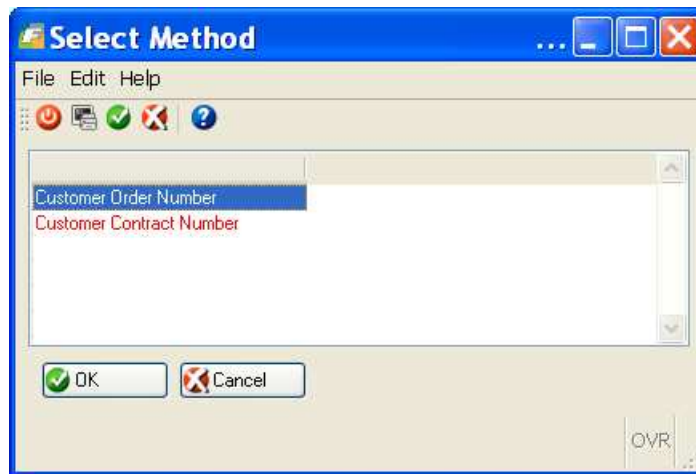 Select Method ...
File Edit Help
Customer Order Number
Customer Contract Number
OK Cancel
OVR